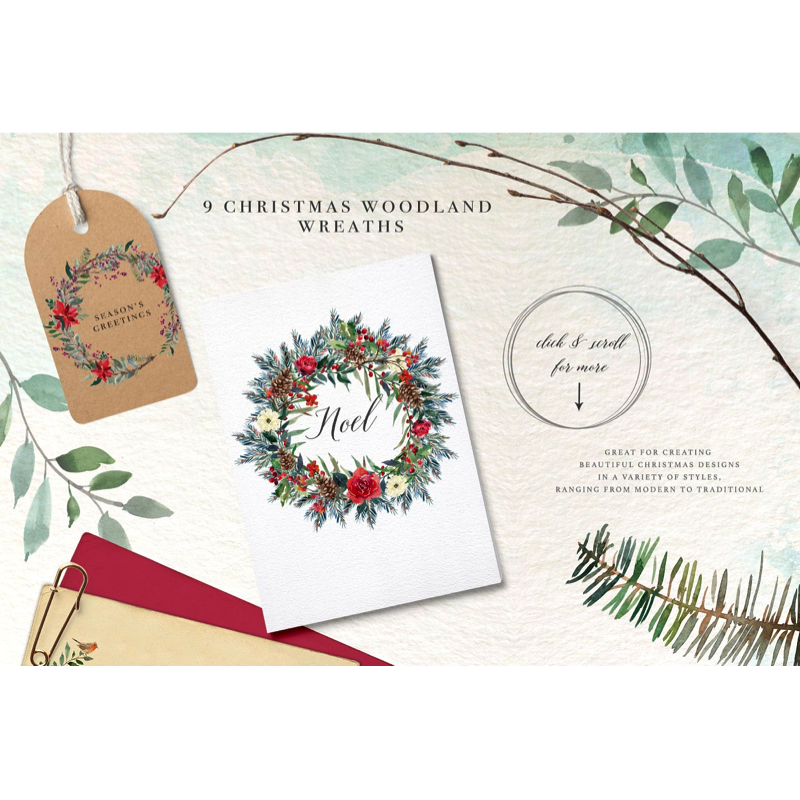 9 CHRISTMAS WOODLAND
WREATHS
SEASON'S
GREETINGS
Noel
click & scroll
for more
GREAT FOR CREATING
BEAUTIFUL CHRISTMAS DESIGNS
IN A VARIETY OF STYLES,
RANGING FROM MODERN TO TRADITIONAL